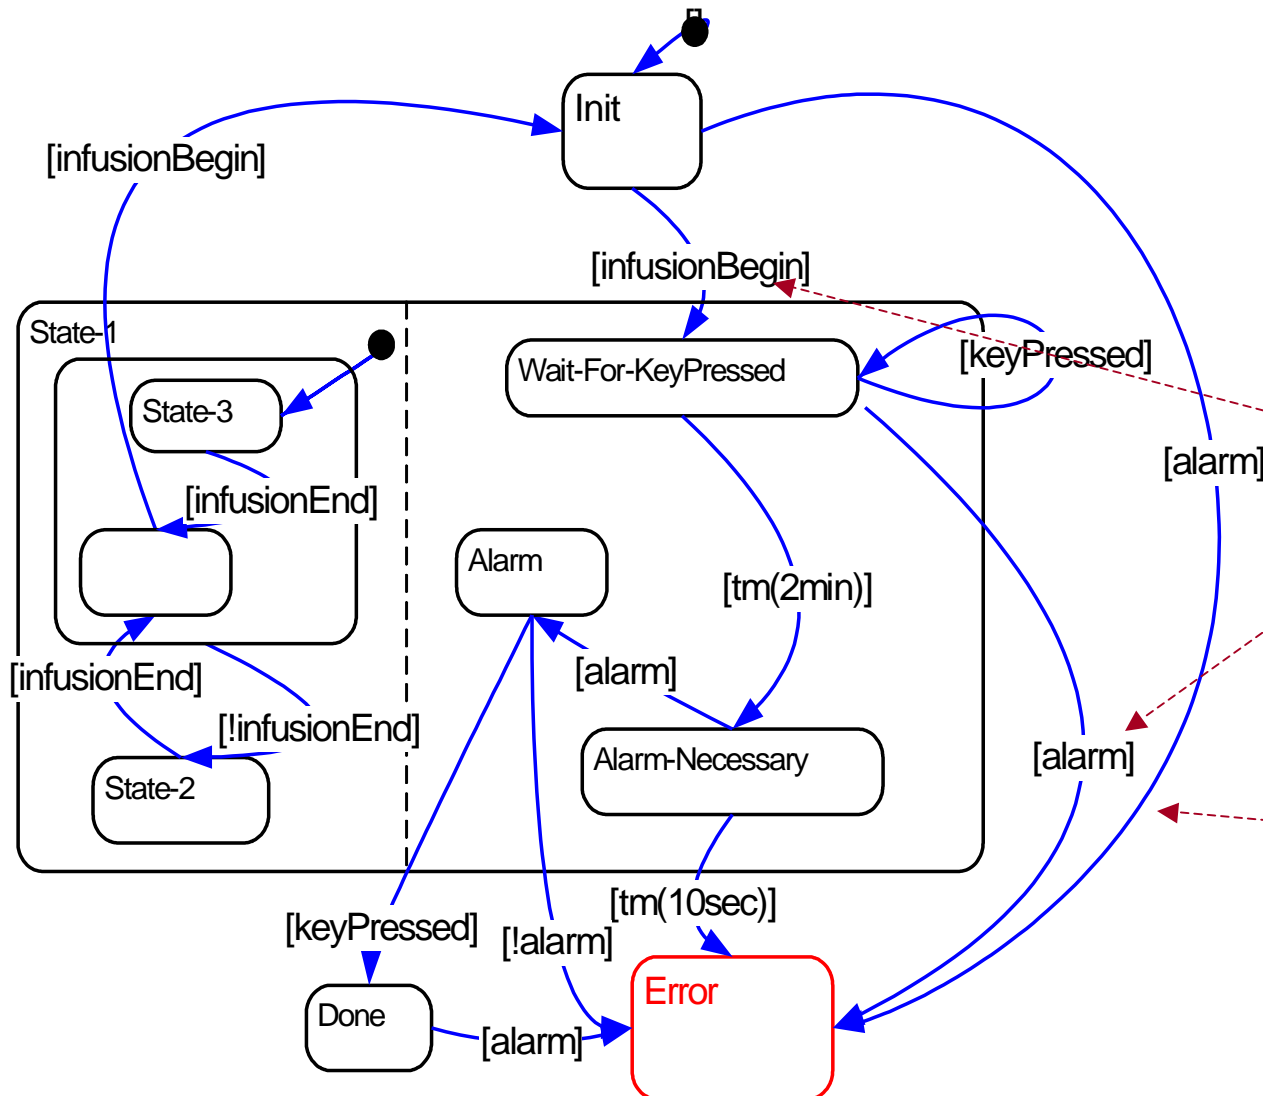 Init
[infusionBegin]
[infusionBegin]
State-1
[keyPressed]
Wait-For-KeyPressed
State-3
[alarm]
[infusionEnd]
Alarm
[tm(2min)]
[infusionEnd]
[alarm]
[!infusionEnd]
[alarm]
Alarm-Necessary
State-2
[tm(10sec)]
[keyPressed]
[!alarm]
Error
Done
[alarm]